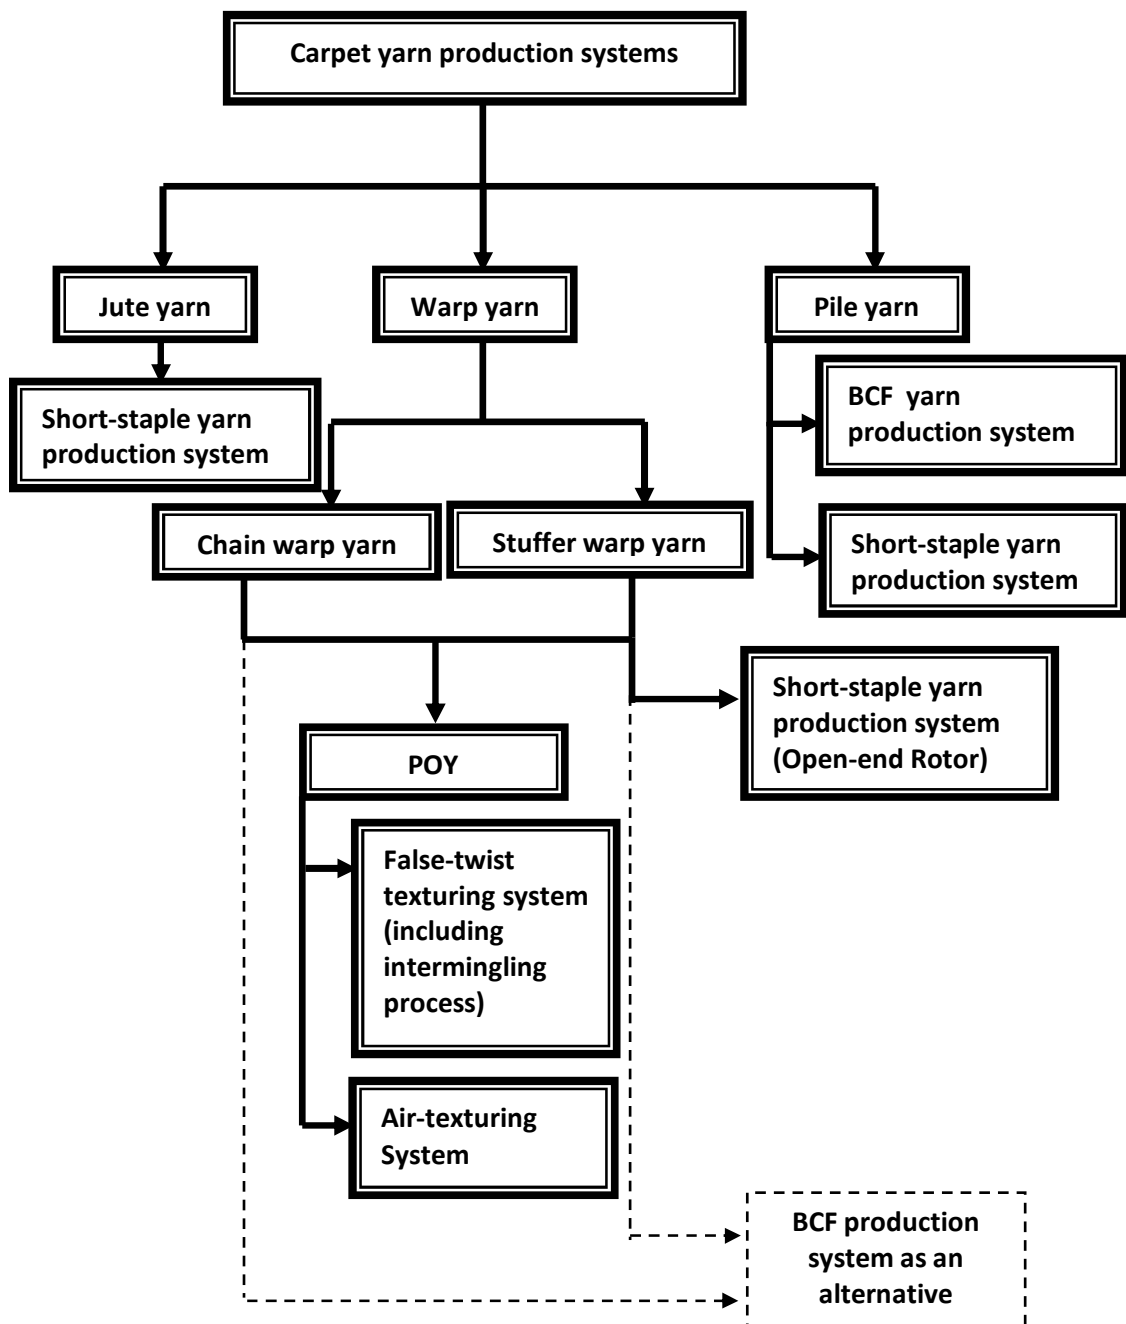 Carpet yarn production systems
Jute yarn
Warp yarn
Pile yarn
Short-staple yarn
production system
BCF yarn
production system
Chain warp yarn
Stuffer warp yarn
Short-staple yarn
production system
Short-staple yarn
production system
(Open-end Rotor)
POY
False-twist
texturing system
(including
intermingling
process)
Air-texturing
System
BCF production
system as an
alternative